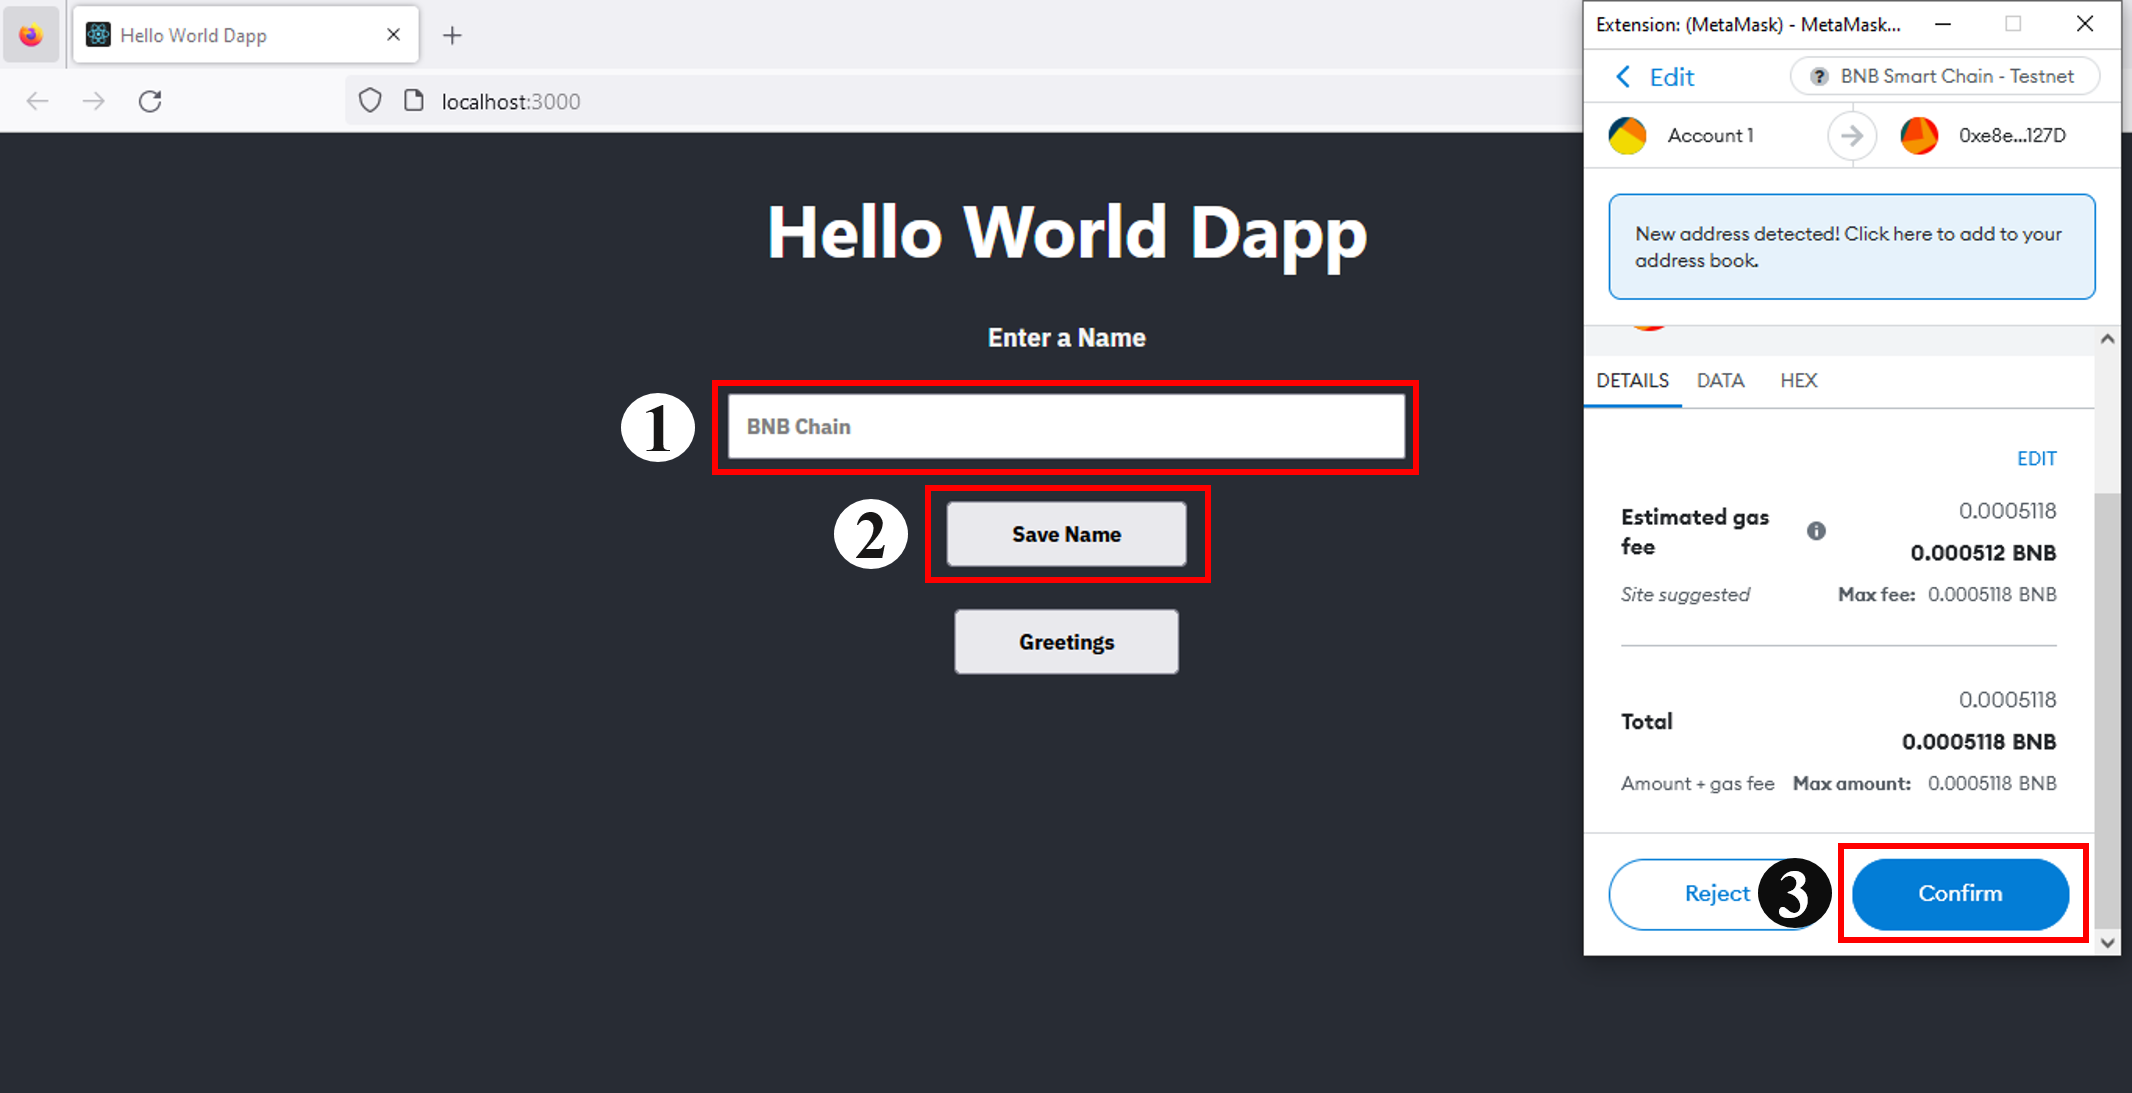 Hello World Dapp
localhost:3000
Hello World Dapp
Enter a Name
1
BNB Chain
2
Save Name
Greetings
Extension: (MetaMask) - MetaMask...
Edit
? BNB Smart Chain - Testnet
Account 1
0xe8e...127D
New address detected! Click here to add to your
address book.
DETAILS DATA HEX
EDIT
Estimated gas
fee
0.0005118
0.000512 BNB
Site suggested
Max fee: 0.0005118 BNB
0.0005118
Total
0.0005118 BNB
Amount + gas fee Max amount: 0.0005118 BNB
Reject
3
Confirm